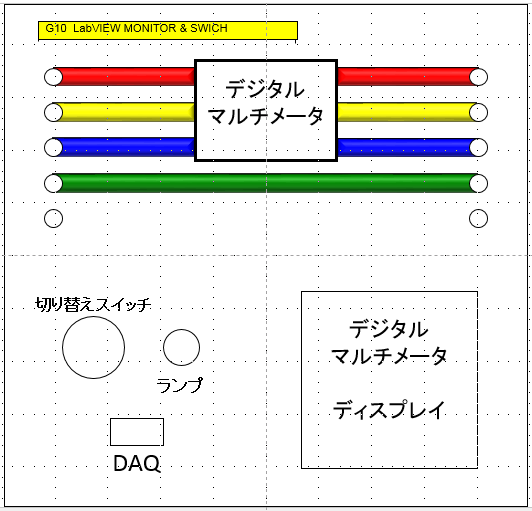 G10 LabVIEW MONITOR & SWICH
デジタル
マルチメータ
切り替えスイッチ
ランプ
デジタル
マルチメータ
ディスプレイ
DAQ